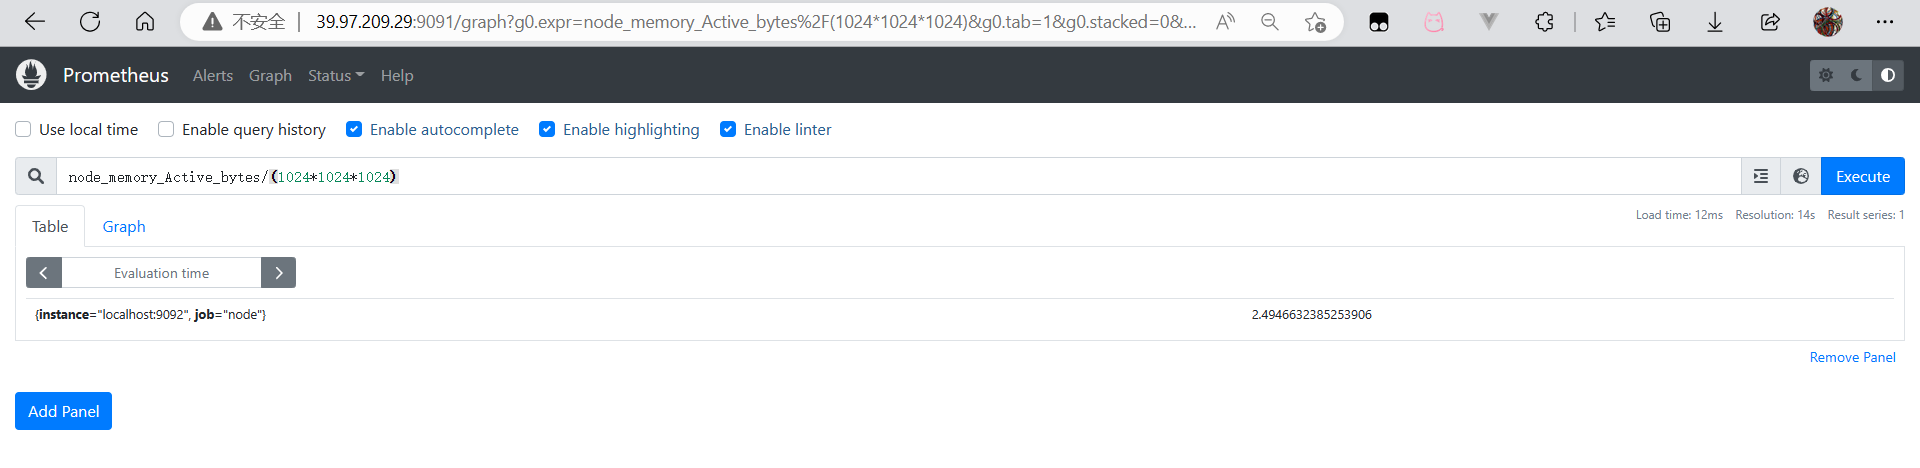 不安全 39.97.209.29:9091/graph?g0.expr=node_memory_Active_bytes%2F(1024*1024*1024)&g0.tab=1&g0.stacked=0&...
Prometheus Alerts Graph Status Help
Use local time Enable query history Enable autocomplete Enable highlighting Enable linter
node_memory_Active_bytes/(1024*1024*1024) Execute
Table Graph Load time: 12ms Resolution: 14s Result series: 1
Evaluation time
{instance="localhost:9092", job="node"} 2.4946632385253906
Remove Panel
Add Panel